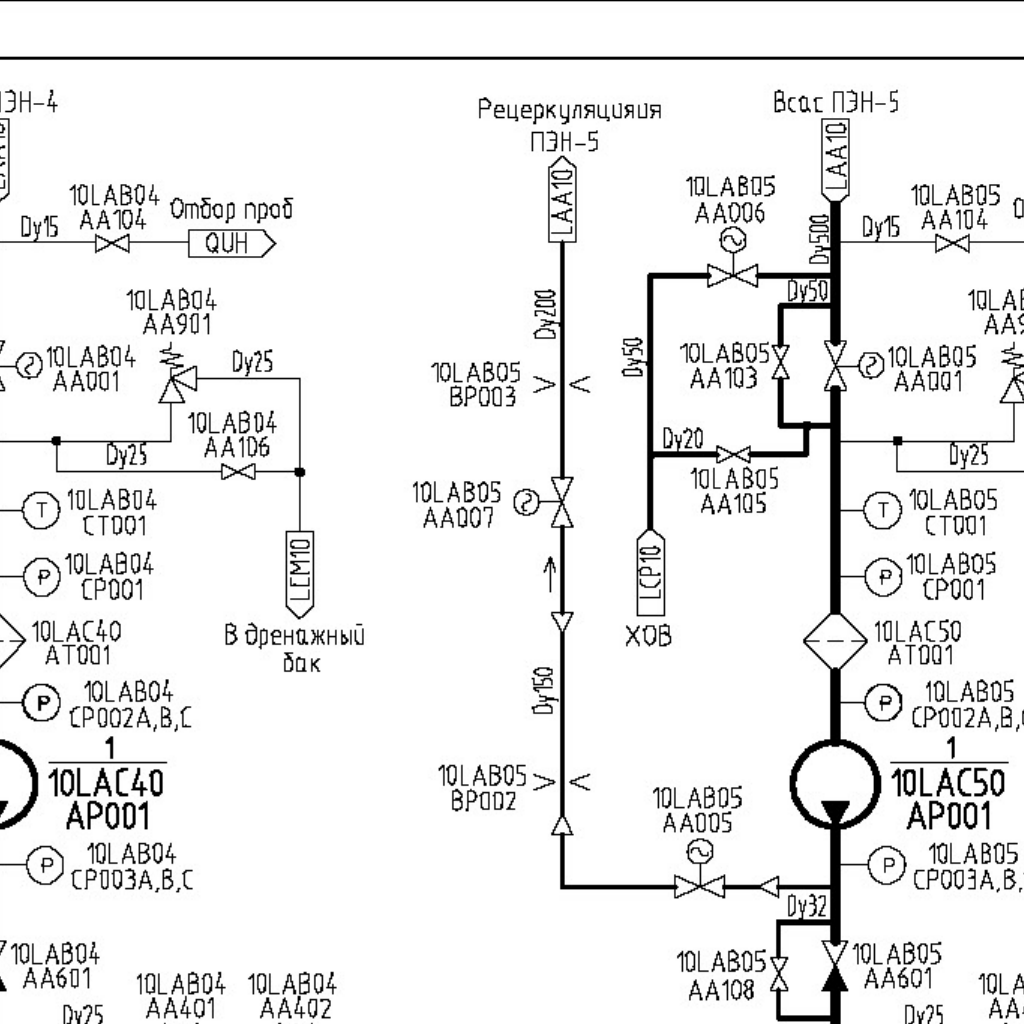 ПЭН-4
Рецеркуляцияия
ПЭН-5
Всас ПЭН-5
LAA10
LAA10
10LAB04
AA104
Dy15
Отбор проб
QUH
10LAB05
AA006
Dy500
Dy15
10LAB05
AA104
10LAB04
AA901
10LAB04
AA001
Dy25
10LAB04
AA106
Dy25
Dy200
10LAB05
BP003
Dy50
Dy50
10LAB05
AA103
10LAB05
AA001
Dy20
10LAB05
AA105
Dy25
10LAB04
CT001
T
10LAB05
AA007
T
10LAB05
CT001
P
10LAB04
CP001
LCM10
LCP10
P
10LAB05
CP001
10LAC40
AT001
В дренажный
бак
ХОВ
10LAC50
AT001
P
10LAB04
CP002A,B,C
Dy150
P
10LAB05
CP002A,B,
1
10LAC40
AP001
10LAB05
BP002
10LAB05
AA005
1
10LAC50
AP001
P
10LAB04
CP003A,B,C
P
10LAB05
CP003A,B,
Dy32
10LAB04
AA601
10LAB05
AA108
10LAB05
AA601
Dy25
10LAB04
AA401
10LAB04
AA402
Dy25